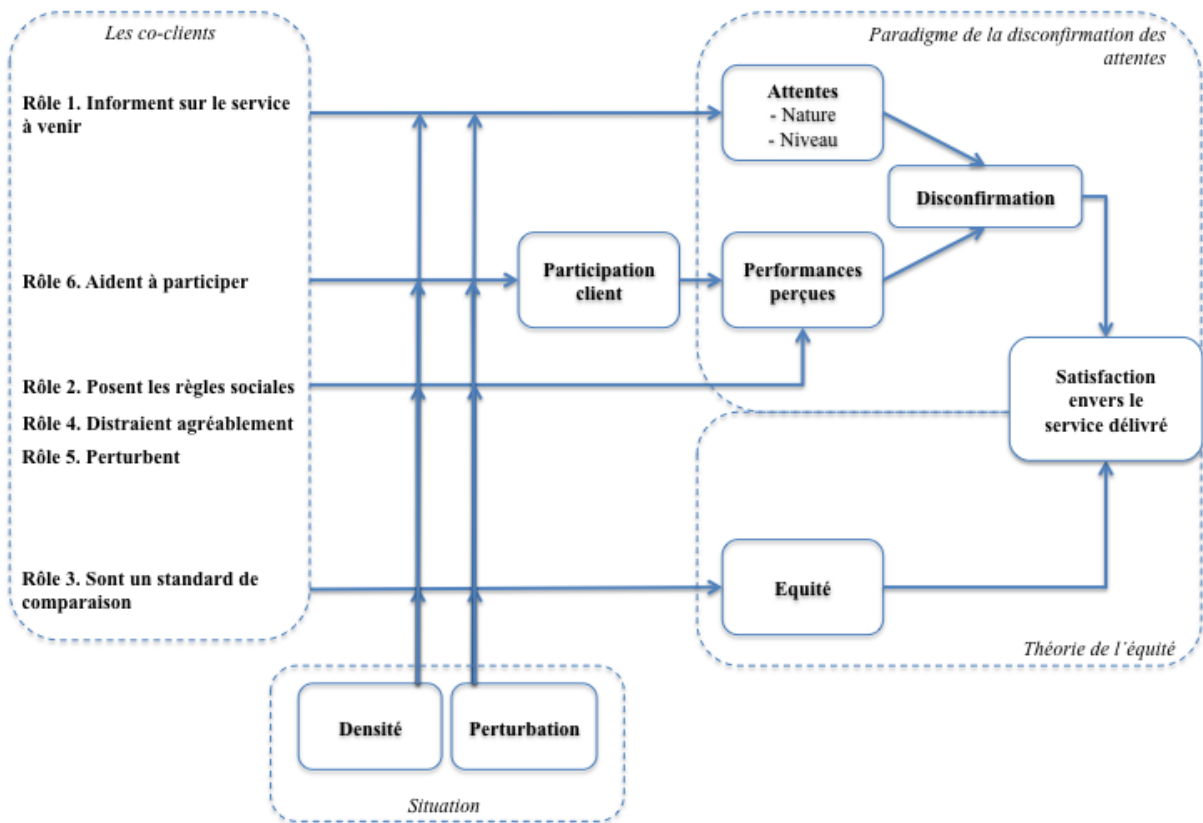 Les co-clients
Rôle 1. Informent sur le service
à venir
Rôle 6. Aident à participer
Rôle 2. Posent les règles sociales
Rôle 4. Distraient agréablement
Rôle 5. Perturbent
Rôle 3. Sont un standard de
comparaison
Participation
client
Paradigme de la disconfirmation des
attentes
Attentes
- Nature
- Niveau
Disconfirmation
Performances
perçues
Satisfaction
envers le
service délivré
Equité
Théorie de l'équité
Densité
Perturbation
Situation